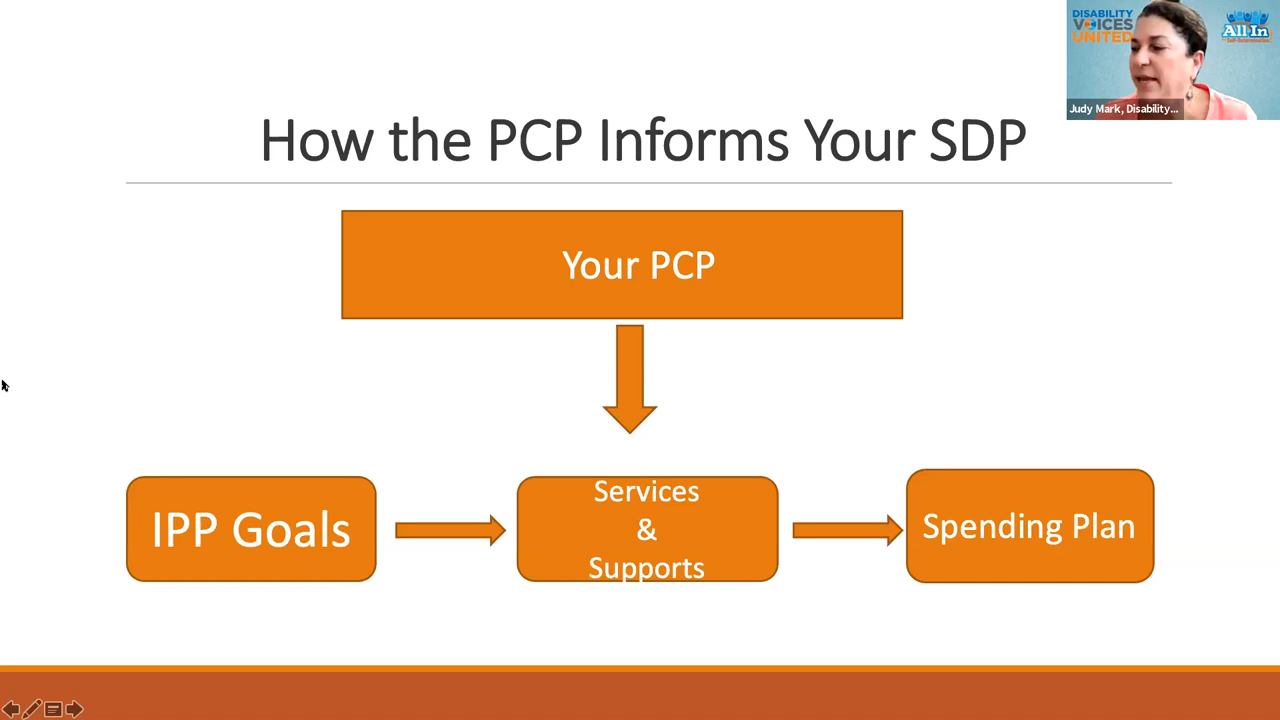 DISABILITY
VOICES
UNITED
All In
Judy Mark, Disability...
How the PCP Informs Your SDP
Your PCP
IPP Goals
Services
&
Supports
Spending Plan